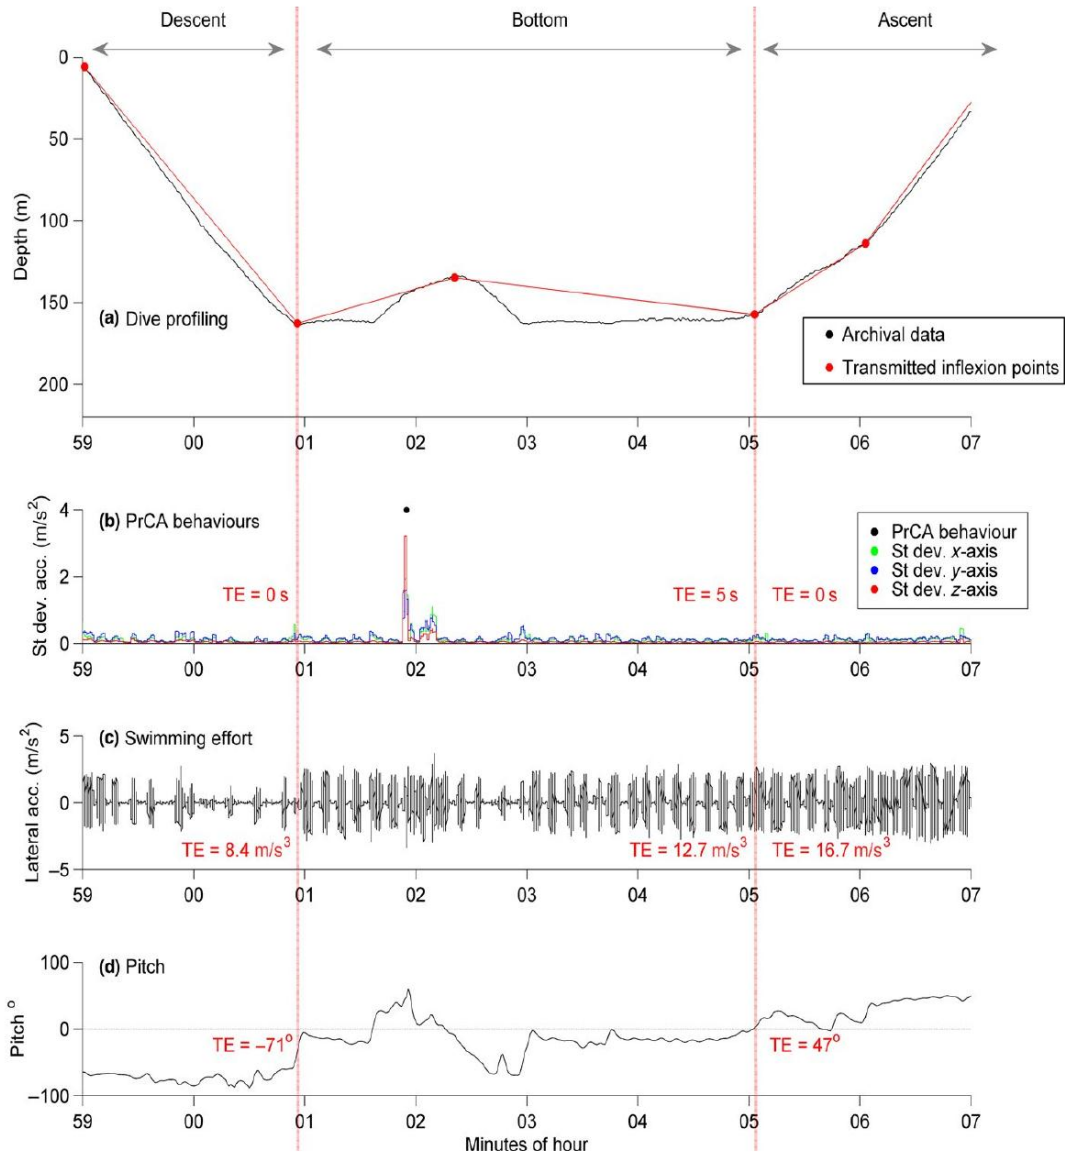 Descent Bottom Ascent
0
50
100
150
200
Depth (m)
(a) Dive profiling
Archival data
Transmitted inflexion points
59 00 01 02 03 04 05 06 07
St dev. acc. (m/s²)
4
2
0
(b) PrCA behaviours
PrCA behaviour
St dev. x-axis
St dev. y-axis
St dev. z-axis
TE = 0 s TE = 5 s TE = 0 s
59 00 01 02 03 04 05 06 07
Lateral acc. (m/s²)
5
0
–5
(c) Swimming effort
TE = 8.4 m/s³ TE = 12.7 m/s³ TE = 16.7 m/s³
59 00 01 02 03 04 05 06 07
Pitch °
100
0
–100
(d) Pitch
TE = –71° TE = 47°
59 00 01 02 03 04 05 06 07
Minutes of hour